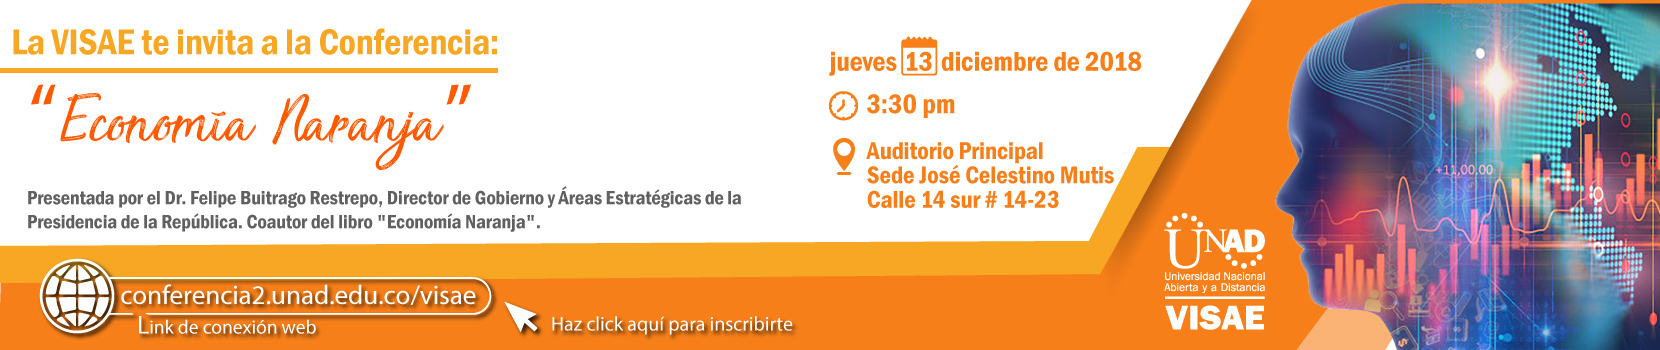 La VISAE te invita a la Conferencia:
“Economía Naranja”
Presentada por el Dr. Felipe Buitrago Restrepo, Director de Gobierno y Áreas Estratégicas de la
Presidencia de la República. Coautor del libro "Economía Naranja".
jueves 13 diciembre de 2018
3:30 pm
Auditorio Principal
Sede José Celestino Mutis
Calle 14 sur # 14-23
conferencia2.unad.edu.co/visae
Link de conexión web
Haz click aquí para inscribirte
UNAD
Universidad Nacional
Abierta y a Distancia
VISAE
+11,00.00